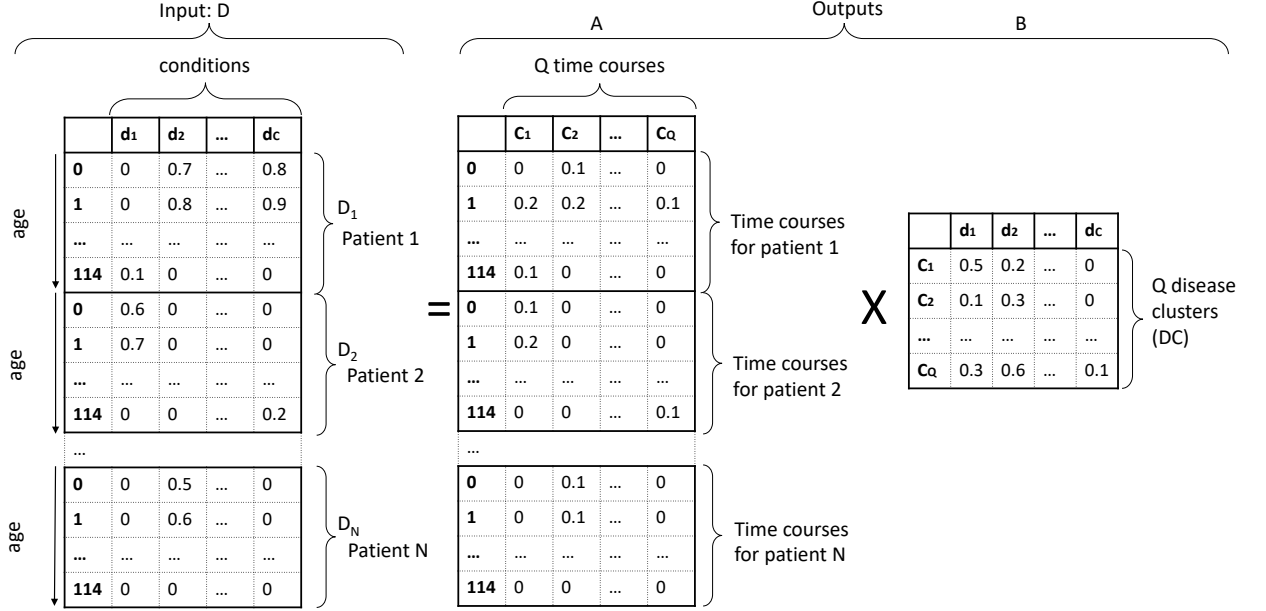 Input: D
Outputs
A
B
conditions
Q time courses
d1 d2 ... dC
0 0 0.7 ... 0.8
1 0 0.8 ... 0.9
... ... ... ... ...
114 0.1 0 ... 0
0 0.6 0 ... 0
1 0.7 0 ... 0
... ... ... ... ...
114 0 0 ... 0.2
...
0 0 0.5 ... 0
1 0 0.6 ... 0
... ... ... ... ...
114 0 0 ... 0
age
age
age
D1
Patient 1
D2
Patient 2
DN
Patient N
=
C1 C2 ... CQ
0 0 0.1 ... 0
1 0.2 0.2 ... 0.1
... ... ... ... ...
114 0.1 0 ... 0
0 0.1 0 ... 0
1 0.2 0 ... 0
... ... ... ... ...
114 0 0 ... 0.1
...
0 0 0.1 ... 0
1 0 0.1 ... 0
... ... ... ... ...
114 0 0 ... 0
Time courses
for patient 1
Time courses
for patient 2
Time courses
for patient N
X
d1 d2 ... dC
C1 0.5 0.2 ... 0
C2 0.1 0.3 ... 0
... ... ... ... ...
CQ 0.3 0.6 ... 0.1
Q disease
clusters
(DC)